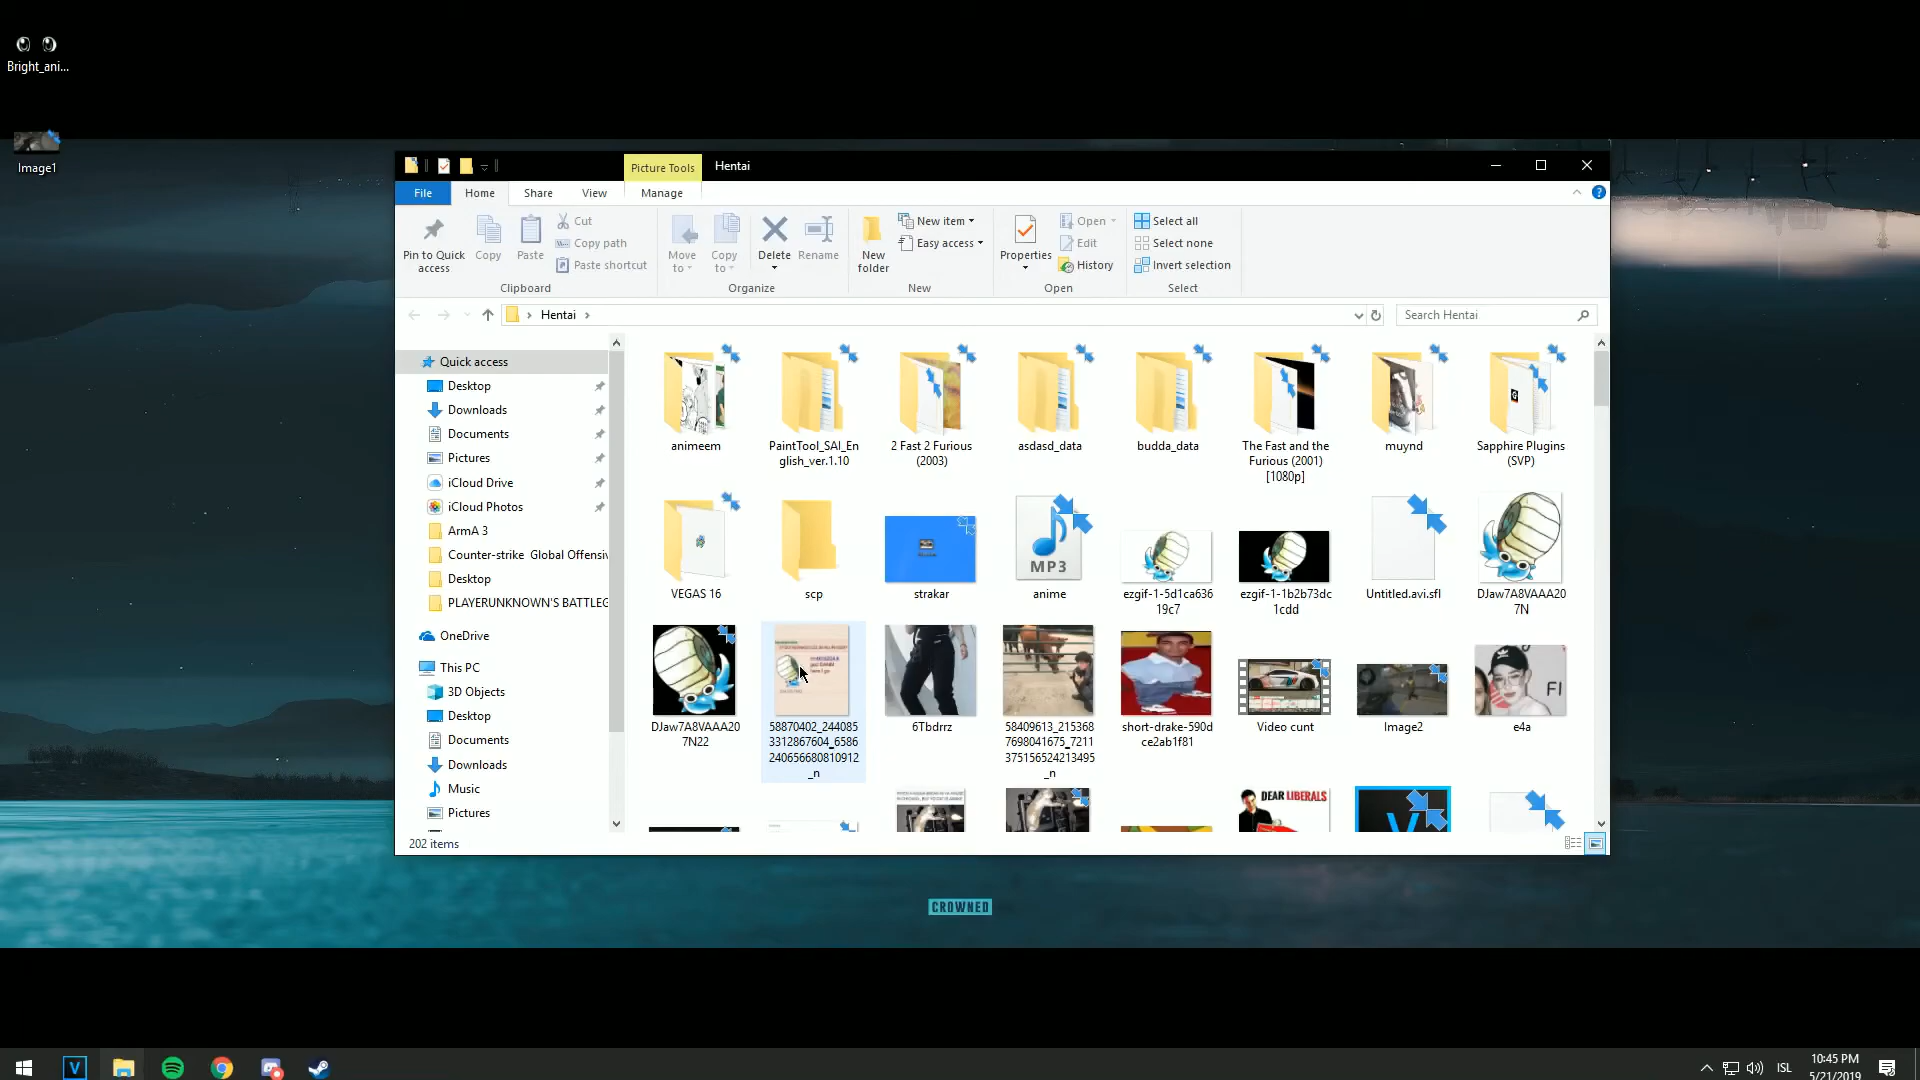 Bright_ani...
Image1
Picture Tools
Hentai
File
Home
Share
View
Manage
Pin to Quick
access
Copy
Paste
Cut
Copy path
Paste shortcut
Clipboard
Move
to
Copy
to
Delete
Rename
Organize
New
folder
New item
Easy access
New
Properties
Open
Edit
History
Open
Select all
Select none
Invert selection
Select
Hentai
Search Hentai
Quick access
Desktop
Downloads
Documents
Pictures
iCloud Drive
iCloud Photos
ArmA 3
Counter-strike Global Offensiv
Desktop
PLAYERUNKNOWN'S BATTLEG
OneDrive
This PC
3D Objects
Desktop
Documents
Downloads
Music
Pictures
animeem
PaintTool_SAI_En
glish_ver.1.10
2 Fast 2 Furious
(2003)
asdasd_data
budda_data
The Fast and the
Furious (2001)
[1080p]
muynd
Sapphire Plugins
(SVP)
VEGAS 16
scp
strakar
MP3
anime
ezgif-1-5d1ca636
19c7
ezgif-1-1b2b73dc
1cdd
Untitled.avi.sfl
DJaw7A8VAAA20
7N
DJaw7A8VAAA20
7N22
58870402_244085
3312867604_6586
240656680810912
_n
6Tbdrrz
58409613_215368
7698041675_7211
375156524213495
_n
short-drake-590d
ce2ab1f81
Video cunt
Image2
FI
e4a
DEAR LIBERALS
V
202 items
CROWNED
V
ISL
10:45 PM
5/21/2019